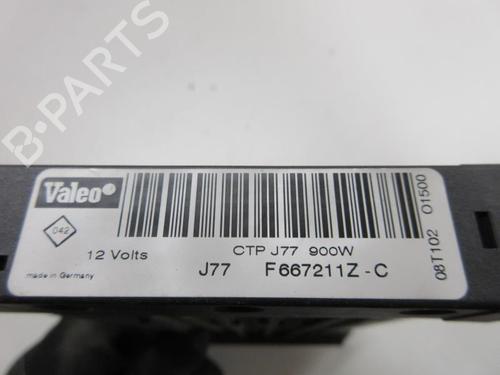 B-PARTS
Valeo
042
12 Volts
CTP J77 900W
made in Germany
J77 F667211Z - C
08T102 O1500